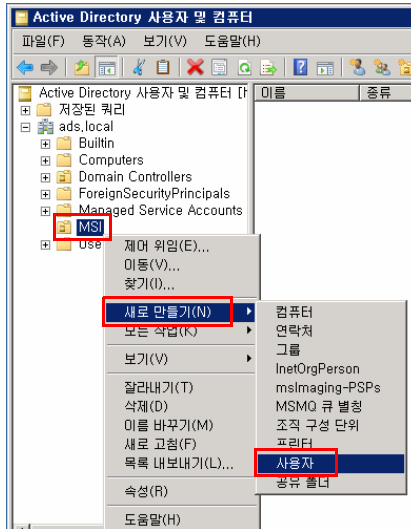 Active Directory 사용자 및 컴퓨터
파일(F) 동작(A) 보기(V) 도움말(H)
Active Directory 사용자 및 컴퓨터 [
이름
종류
저장된 쿼리
ads.local
Builtin
Computers
Domain Controllers
ForeignSecurityPrincipals
Managed Service Accounts
MSI
Use
제어 위임(E)...
이동(V)...
찾기(I)...
새로 만들기(N)
모든 작업(K)
보기(V)
잘라내기(T)
삭제(D)
이름 바꾸기(M)
새로 고침(F)
목록 내보내기(L)...
속성(R)
도움말(H)
컴퓨터
연락처
그룹
InetOrgPerson
msImaging-PSPs
MSMQ 큐 별칭
조직 구성 단위
프린터
사용자
공유 폴더